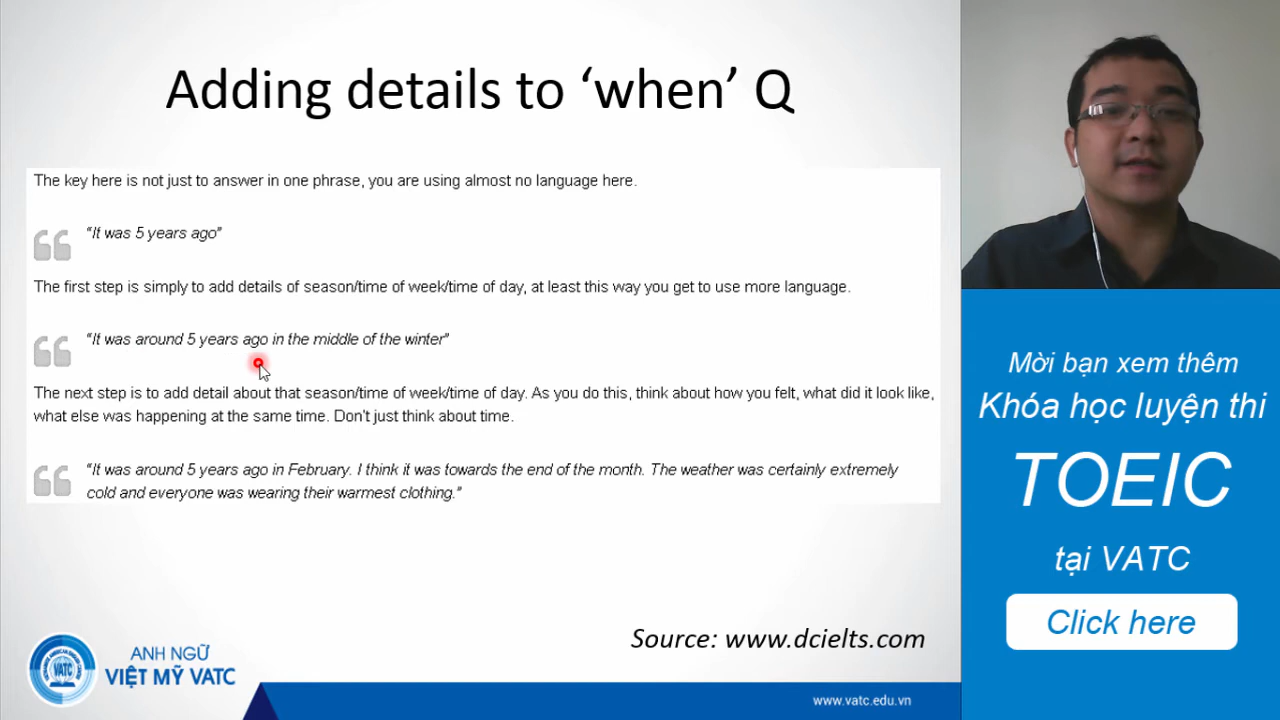 Adding details to ‘when’ Q
The key here is not just to answer in one phrase, you are using almost no language here.
“It was 5 years ago”
The first step is simply to add details of season/time of week/time of day, at least this way you get to use more language.
“It was around 5 years ago in the middle of the winter”
The next step is to add detail about that season/time of week/time of day. As you do this, think about how you felt, what did it look like,
what else was happening at the same time. Don't just think about time.
“It was around 5 years ago in February. I think it was towards the end of the month. The weather was certainly extremely
cold and everyone was wearing their warmest clothing.”
Source: www.dcielts.com
ANH NGỮ
VIỆT MỸ VATC
VATC
www.vatc.edu.vn
Mời bạn xem thêm
Khóa học luyện thi
TOEIC
tại VATC
Click here